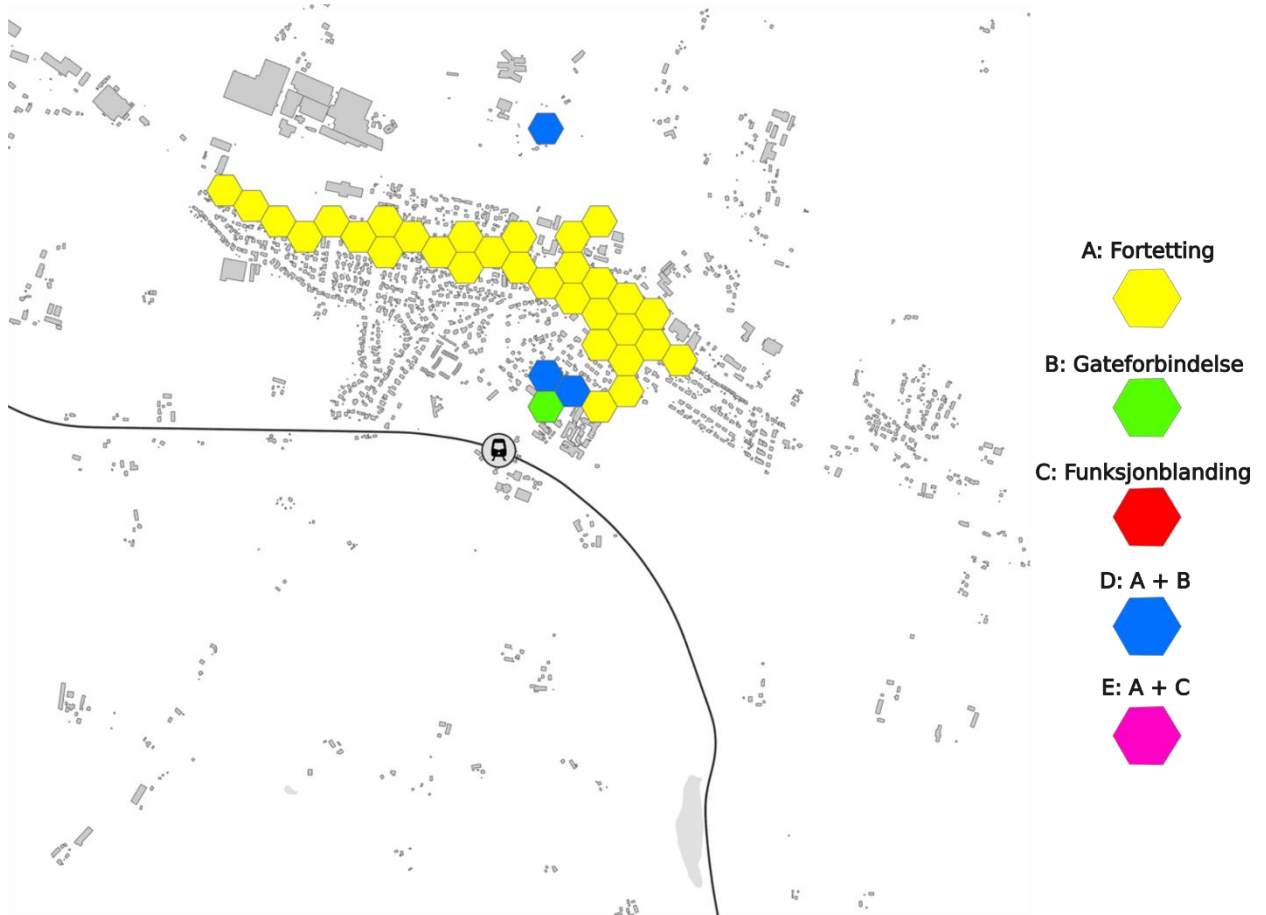 A: Fortetting
B: Gateforbindelse
C: Funksjonblanding
D: A + B
E: A + C